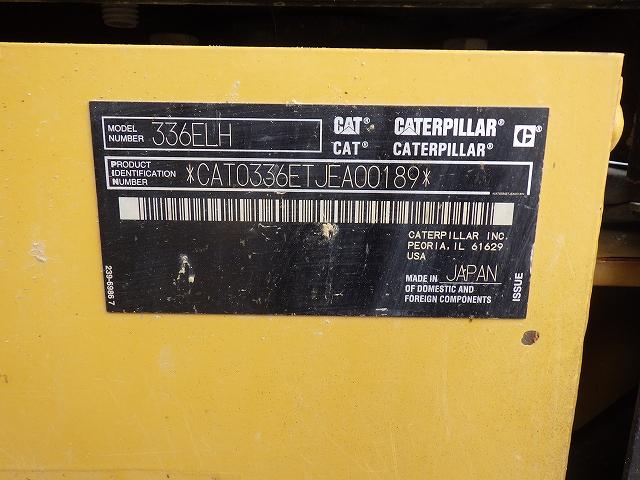 MODEL NUMBER 336ELH
CAT® CATERPILLAR® C®
CAT® CATERPILLAR®
PRODUCT IDENTIFICATION NUMBER *CAT0336ETJEA00189*
CATERPILLAR INC.
PEORIA, IL 61629
USA
MADE IN JAPAN
OF DOMESTIC AND
FOREIGN COMPONENTS
239-6986 7
ISSUE